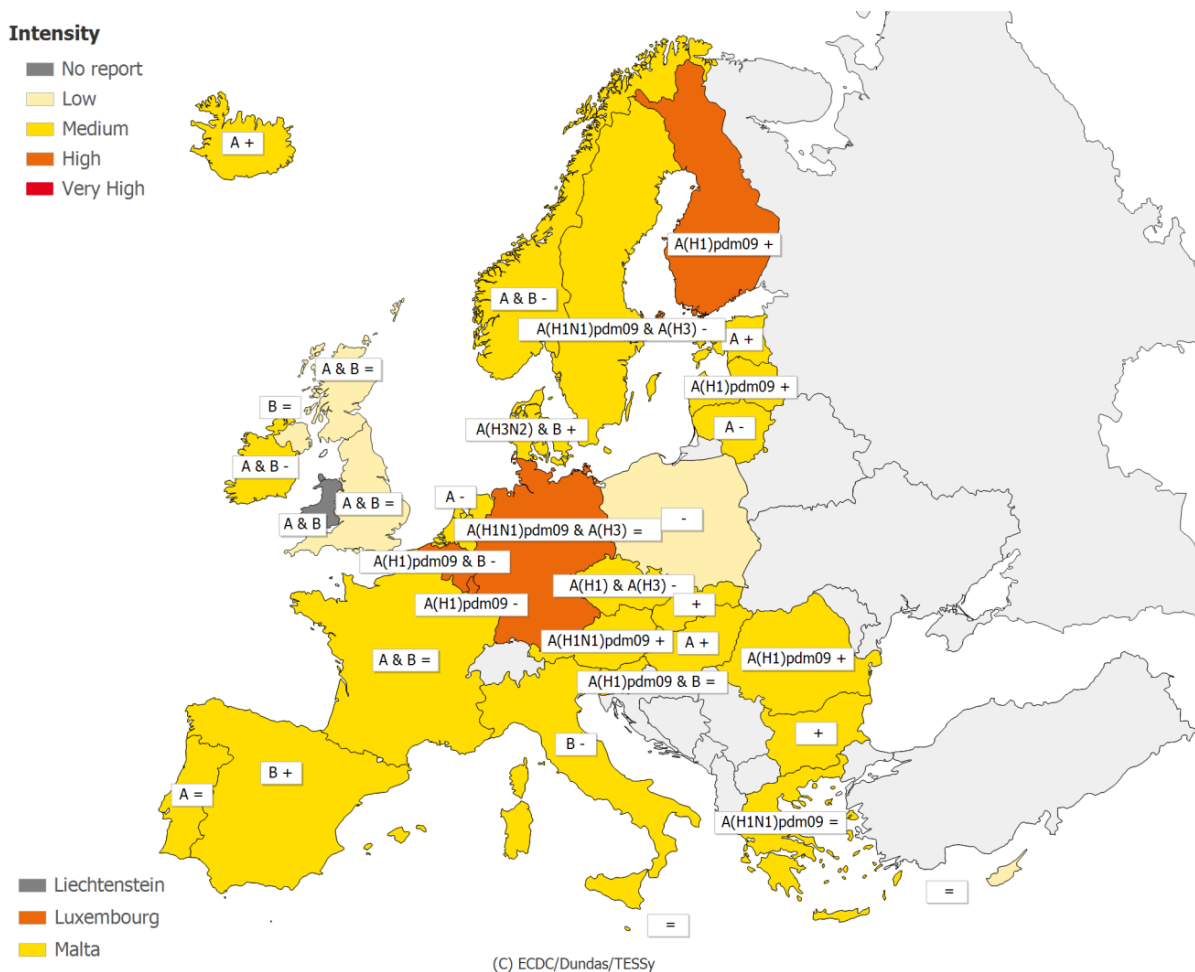 Intensity
No report
Low
Medium
High
Very High
A +
A(H1)pdm09 +
A & B -
A(H1N1)pdm09 & A(H3) -
A +
A & B =
A(H1)pdm09 +
B =
A(H3N2) & B +
A -
A & B -
A -
A & B =
A & B
A(H1N1)pdm09 & A(H3) =
-
A(H1)pdm09 & B -
A(H1) & A(H3) -
A(H1)pdm09 -
+
A(H1N1)pdm09 +
A +
A & B =
A(H1)pdm09 +
A(H1)pdm09 & B =
+
B -
B +
A =
A(H1N1)pdm09 =
=
=
Liechtenstein
Luxembourg
Malta
(C) ECDC/Dundas/TESSy